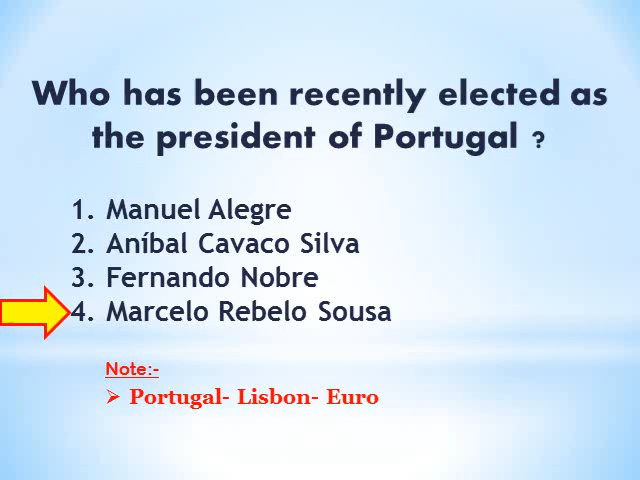 Who has been recently elected as
the president of Portugal ?
1. Manuel Alegre
2. Aníbal Cavaco Silva
3. Fernando Nobre
4. Marcelo Rebelo Sousa
Note:-
➢ Portugal- Lisbon- Euro